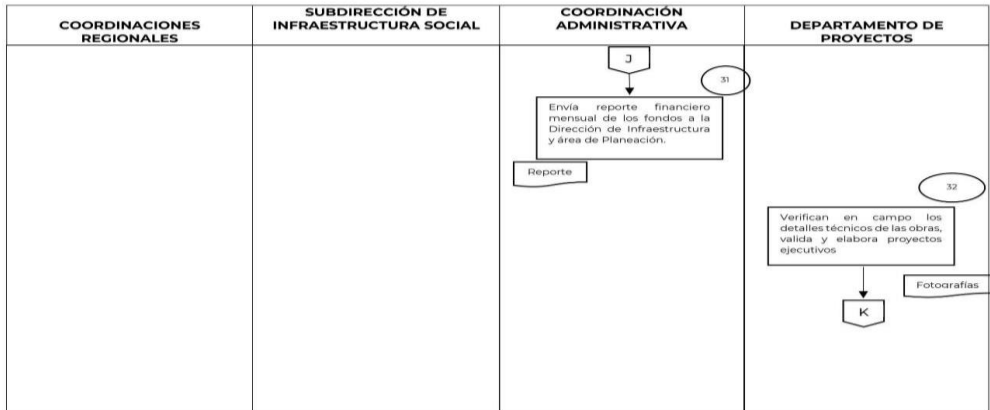 COORDINACIONES
REGIONALES
SUBDIRECCIÓN DE
INFRAESTRUCTURA SOCIAL
COORDINACIÓN
ADMINISTRATIVA
DEPARTAMENTO DE
PROYECTOS
J
31
Envía reporte financiero
mensual de los fondos a la
Dirección de Infraestructura
y área de Planeación.
Reporte
32
Verifican en campo los
detalles técnicos de las obras,
valida y elabora proyectos
ejecutivos
Fotografías
K